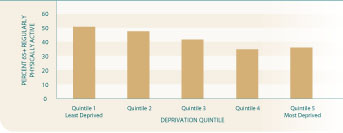 PERCENT 65+ REGULARLY
PHYSICALLY ACTIVE
60
50
40
30
20
10
0
Quintile 1
Least Deprived
Quintile 2
Quintile 3
Quintile 4
Quintile 5
Most Deprived
DEPRIVATION QUINTILE